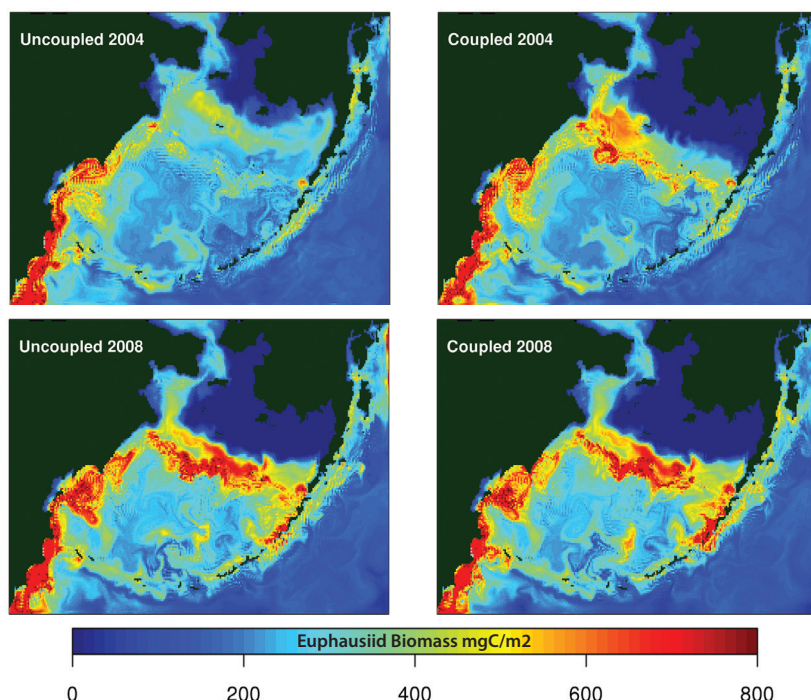 Uncoupled 2004
Coupled 2004
Uncoupled 2008
Coupled 2008
Euphausiid Biomass mgC/m2
0 200 400 600 800